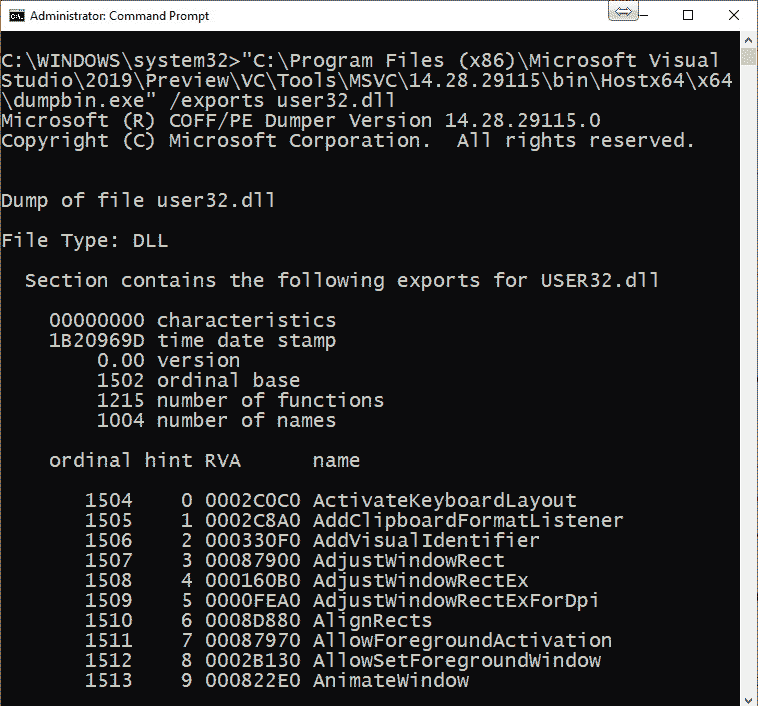 Administrator: Command Prompt
C:\WINDOWS\system32>"C:\Program Files (x86)\Microsoft Visual
Studio\2019\Preview\VC\Tools\MSVC\14.28.29115\bin\Hostx64\x64
\dumpbin.exe" /exports user32.dll
Microsoft (R) COFF/PE Dumper Version 14.28.29115.0
Copyright (C) Microsoft Corporation.  All rights reserved.
Dump of file user32.dll
File Type: DLL
  Section contains the following exports for USER32.dll
    00000000 characteristics
    1B20969D time date stamp
        0.00 version
        1502 ordinal base
        1215 number of functions
        1004 number of names
    ordinal hint RVA      name
       1504    0 0002C0C0 ActivateKeyboardLayout
       1505    1 0002C8A0 AddClipboardFormatListener
       1506    2 000330F0 AddVisualIdentifier
       1507    3 00087900 AdjustWindowRect
       1508    4 000160B0 AdjustWindowRectEx
       1509    5 0000FEA0 AdjustWindowRectExForDpi
       1510    6 0008D880 AlignRects
       1511    7 00087970 AllowForegroundActivation
       1512    8 0002B130 AllowSetForegroundWindow
       1513    9 000822E0 AnimateWindow